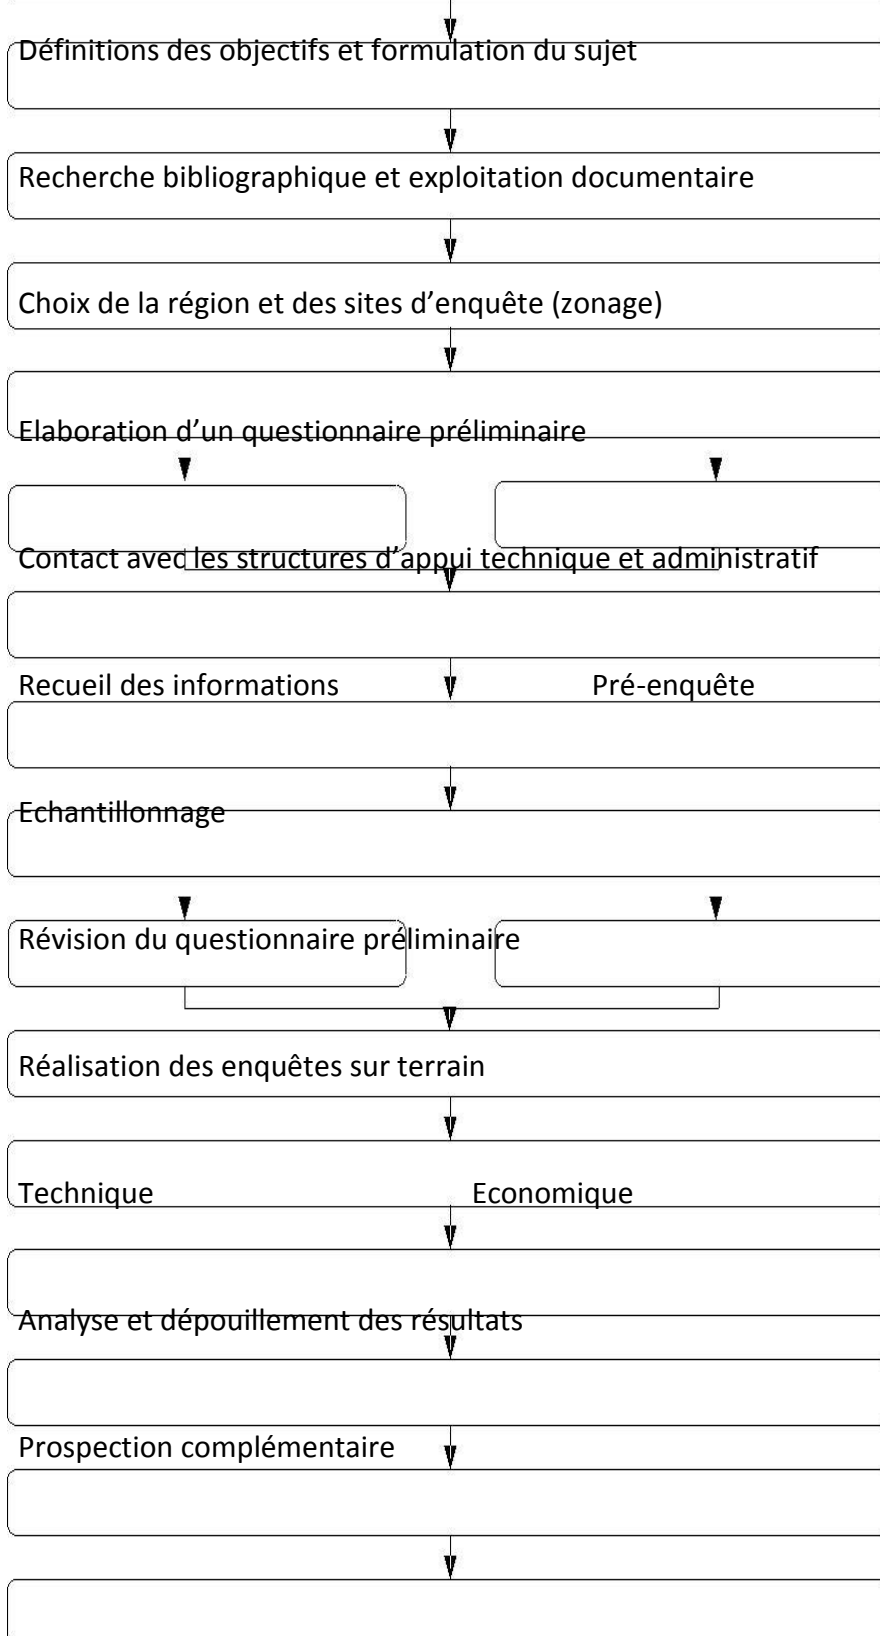 Définitions des objectifs et formulation du sujet
Recherche bibliographique et exploitation documentaire
Choix de la région et des sites d’enquête (zonage)
Elaboration d’un questionnaire préliminaire
Contact avec les structures d’appui technique et administratif
Recueil des informations Pré-enquête
Echantillonnage
Révision du questionnaire préliminaire
Réalisation des enquêtes sur terrain
Technique Economique
Analyse et dépouillement des résultats
Prospection complémentaire